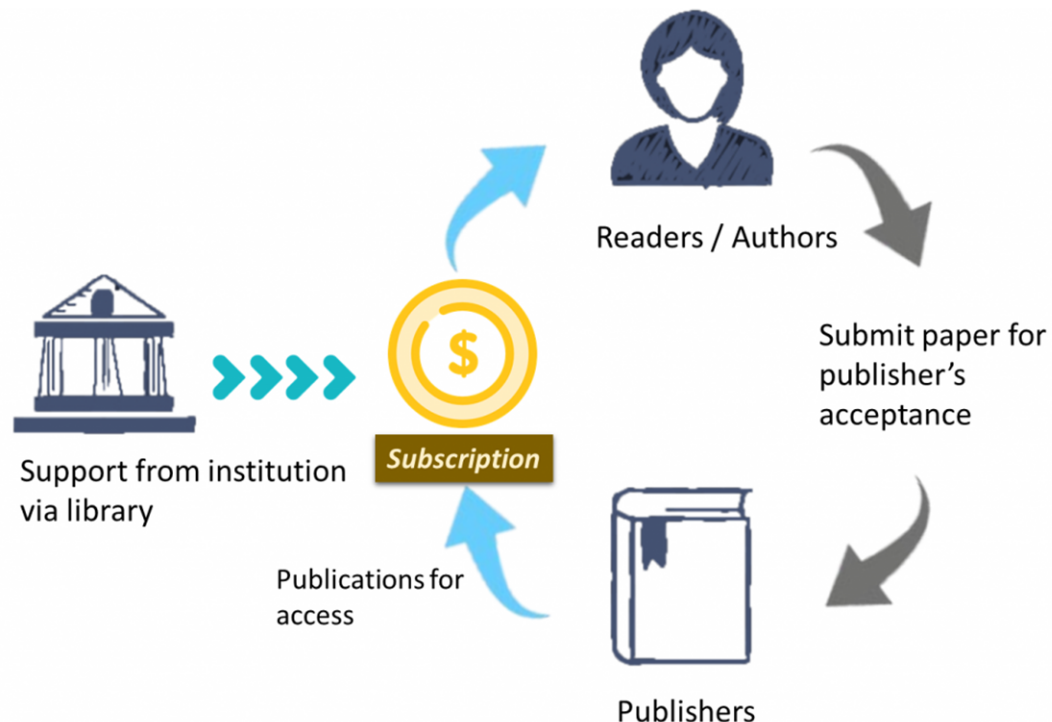 Readers / Authors
$
Support from institution
via library
Subscription
Submit paper for
publisher’s
acceptance
Publications for
access
Publishers